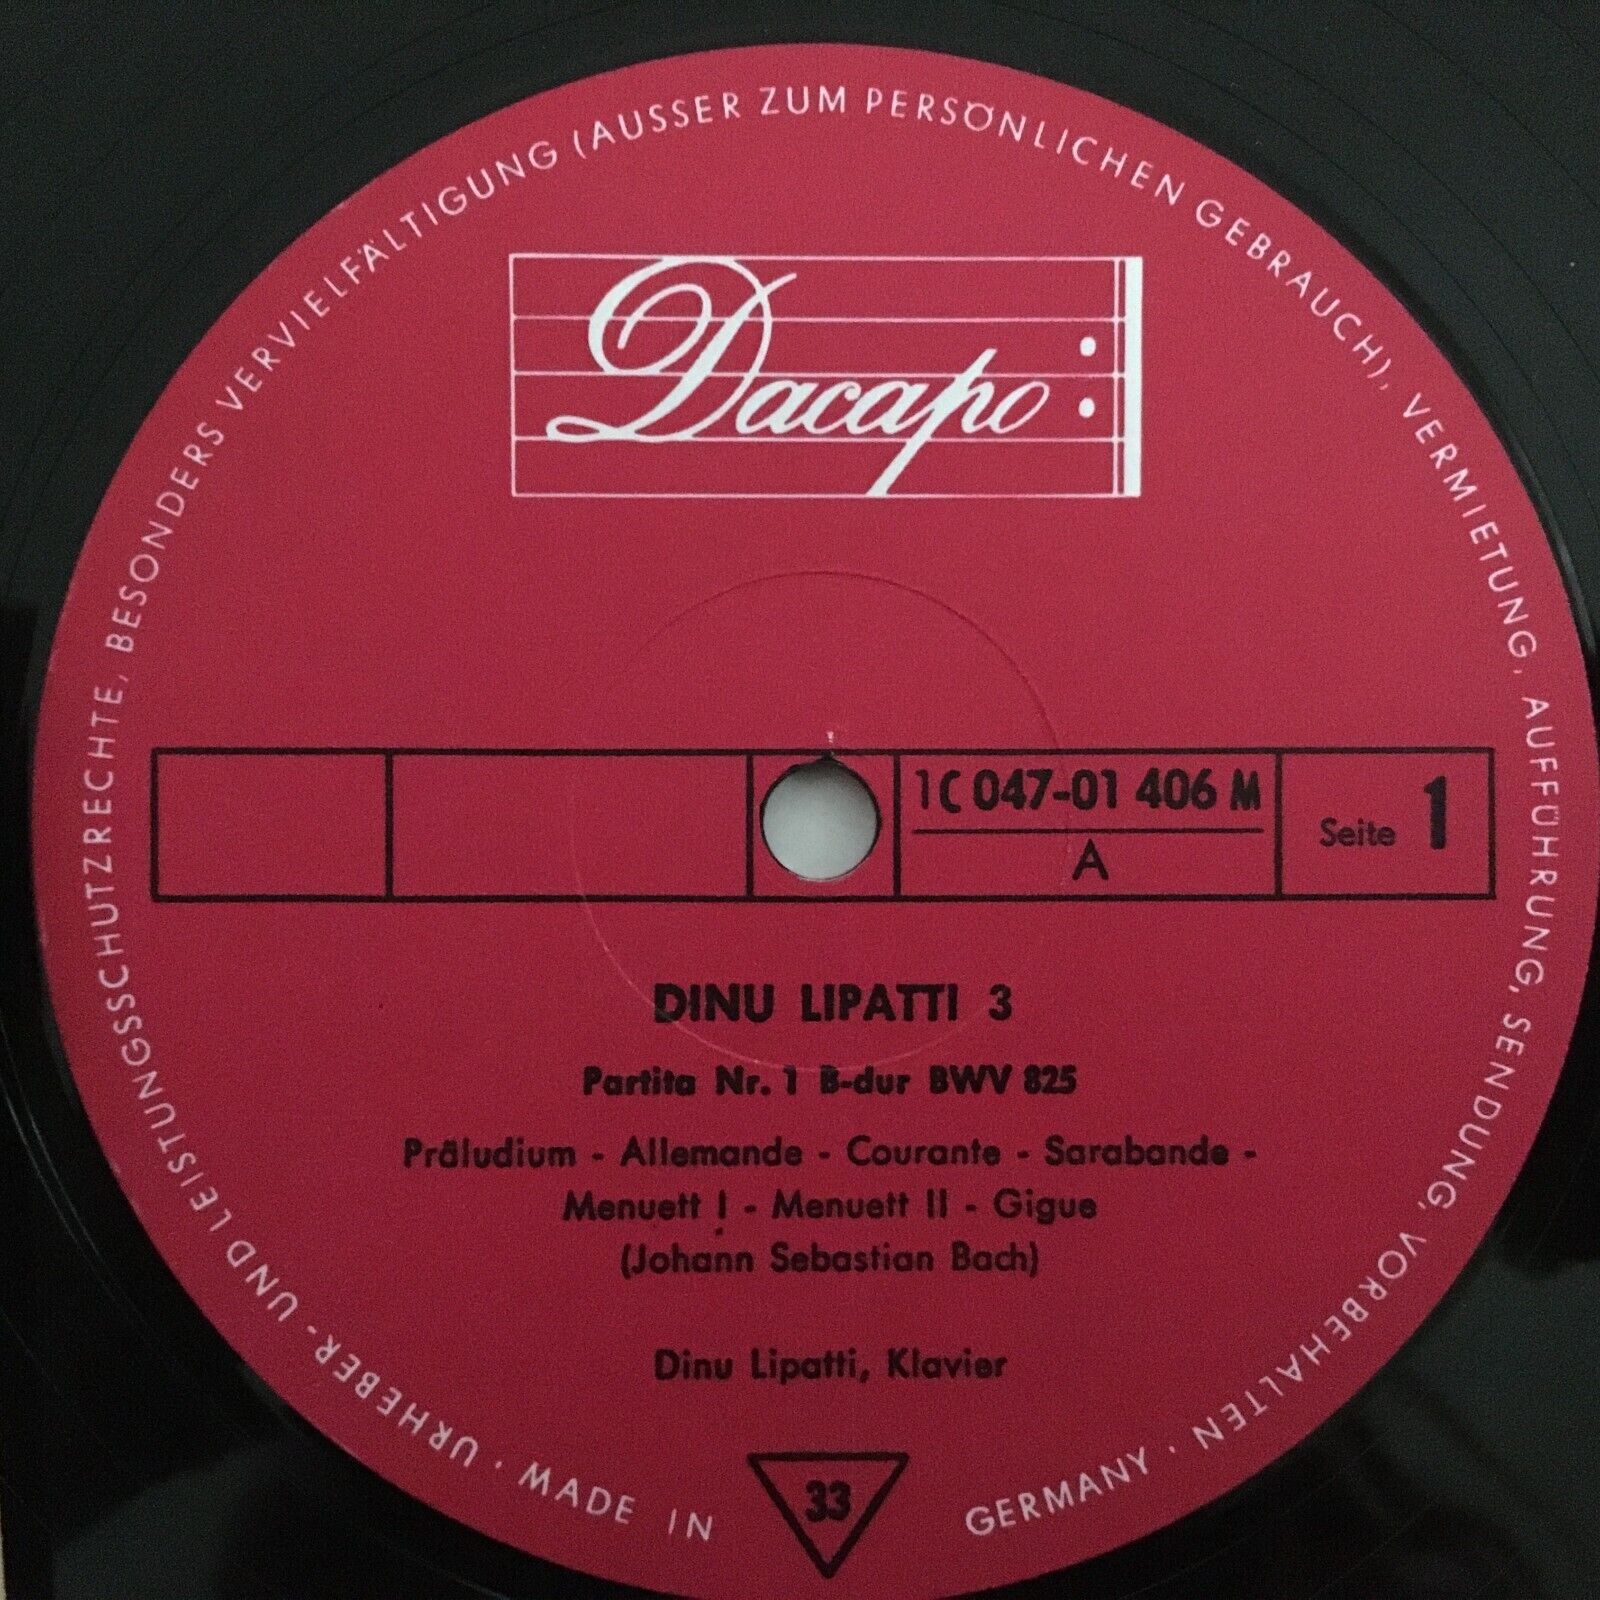 URHEBER- UND LEISTUNGSSCHUTZRECHTE, BESONDERS VERVIELFÄLTIGUNG (AUSSER ZUM PERSÖNLICHEN GEBRAUCH), VERMIETUNG, AUFFÜHRUNG, SENDUNG, VORBEHALTEN · GERMANY
Dacapo
1C 047-01 406 M
A
Seite 1
DINU LIPATTI 3
Partita Nr. 1 B-dur BWV 825
Präludium - Allemande - Courante - Sarabande -
Menuett I - Menuett II - Gigue
(Johann Sebastian Bach)
Dinu Lipatti, Klavier
33
· MADE IN